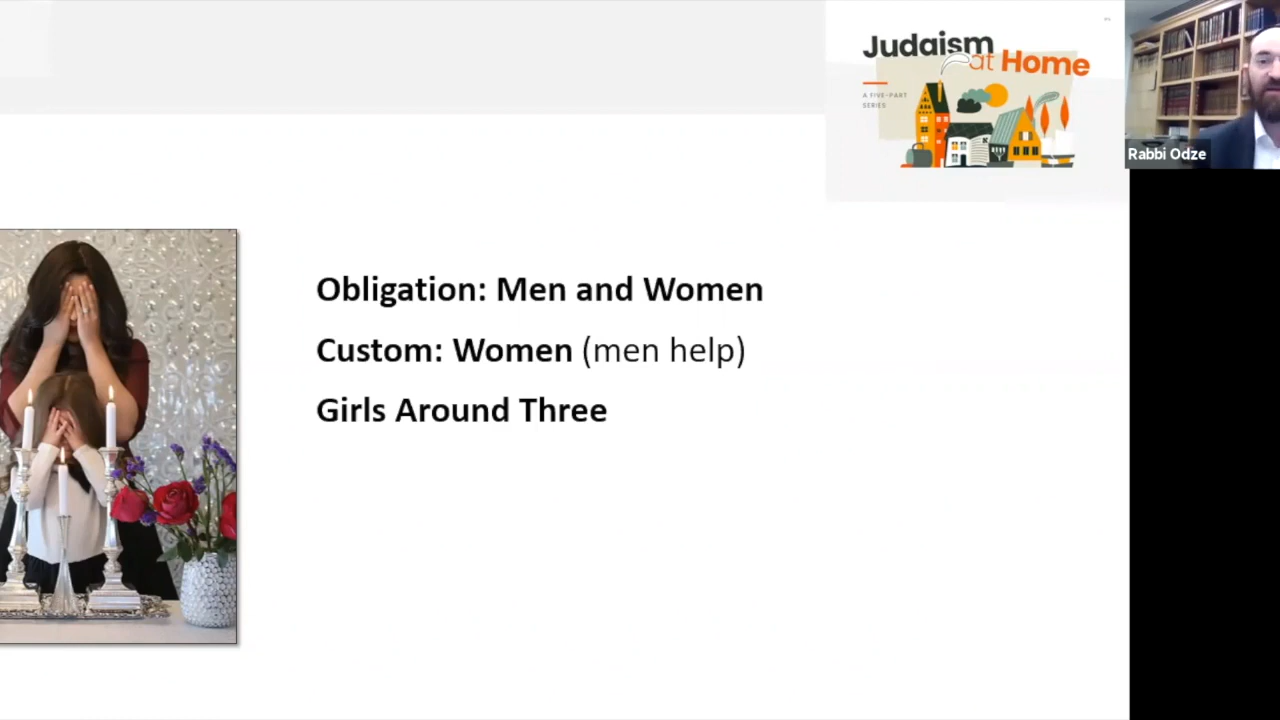 Judaism
at Home
A FIVE-PART
SERIES
Rabbi Odze
Obligation: Men and Women
Custom: Women (men help)
Girls Around Three